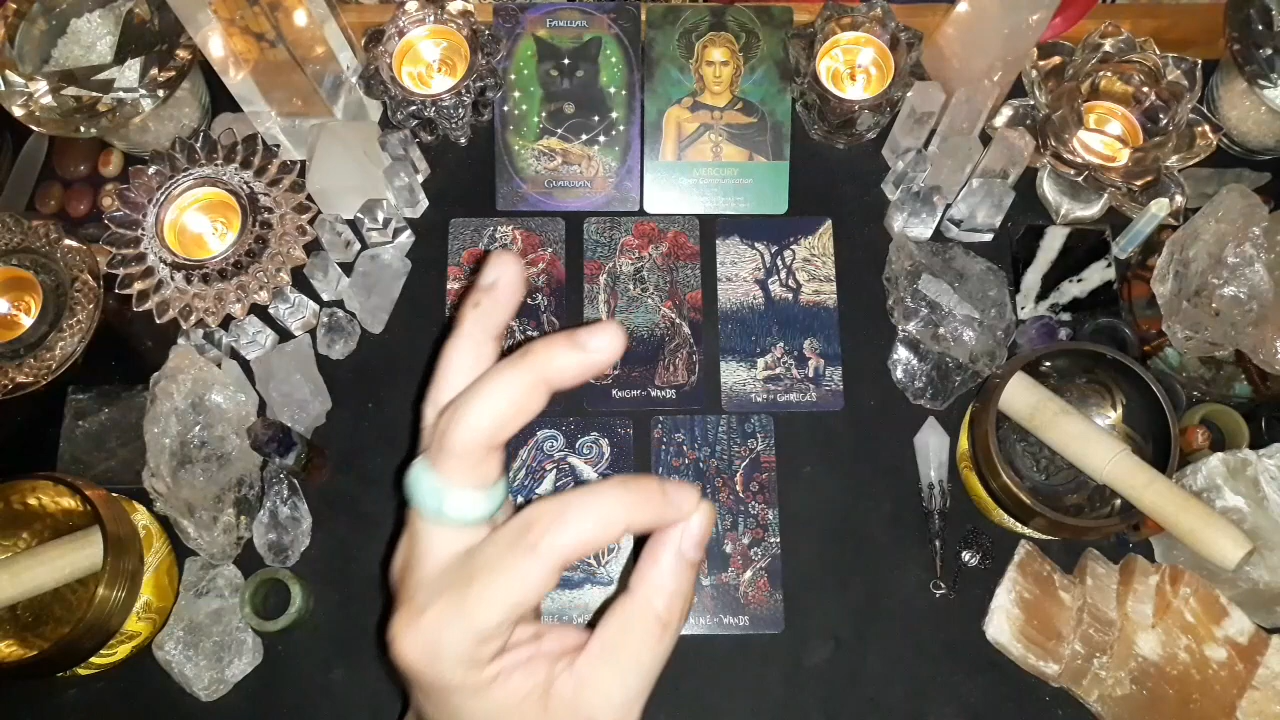 FAMILIAR
GUARDIAN
MERCURY
Open Communication
KNIGHT OF WANDS
TWO OF CHALICES
NINE OF WANDS